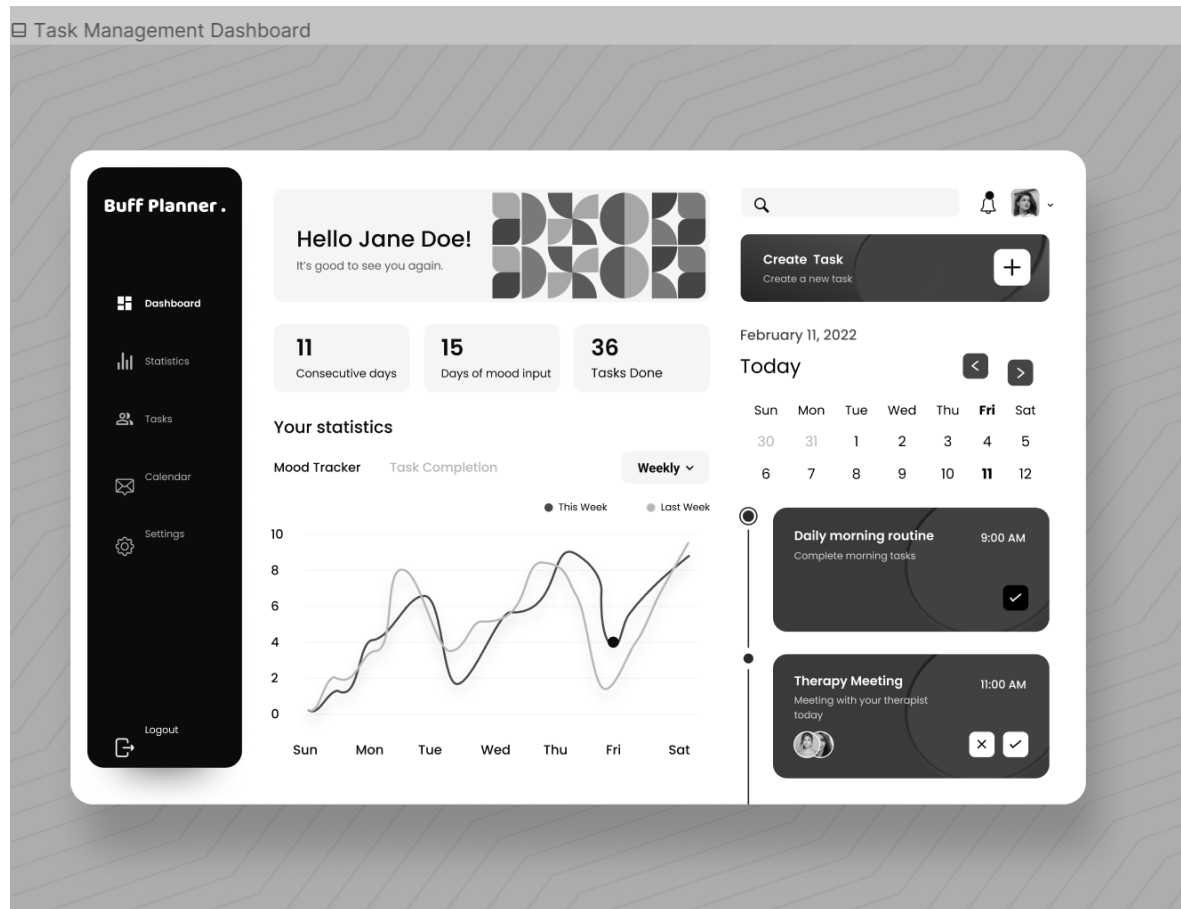 Task Management Dashboard
Buff Planner .
Dashboard
Statistics
Tasks
Calendar
Settings
Logout
Hello Jane Doe!
It's good to see you again.
11
Consecutive days
15
Days of mood input
36
Tasks Done
Your statistics
Mood Tracker Task Completion Weekly
This Week Last Week
10
8
6
4
2
0
Sun Mon Tue Wed Thu Fri Sat
Create Task
Create a new task
February 11, 2022
Today
Sun Mon Tue Wed Thu Fri Sat
30 31 1 2 3 4 5
6 7 8 9 10 11 12
Daily morning routine 9:00 AM
Complete morning tasks
Therapy Meeting 11:00 AM
Meeting with your therapist
today